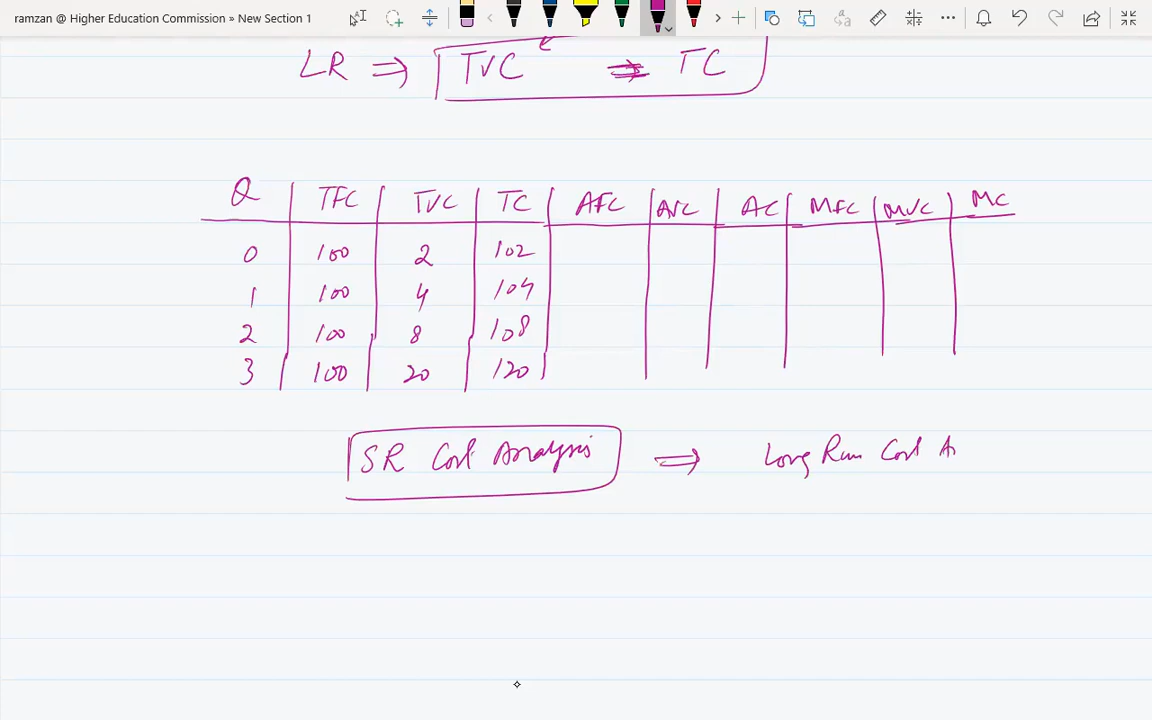 ramzan @ Higher Education Commission » New Section 1
LR ⇒ TVC ⇒ TC
Q TFC TVC TC AFC AVC AC MFC MVC MC
0 100 2 102
1 100 4 104
2 100 8 108
3 100 20 120
SR Cost Analysis ⇒ Long Run Cost A